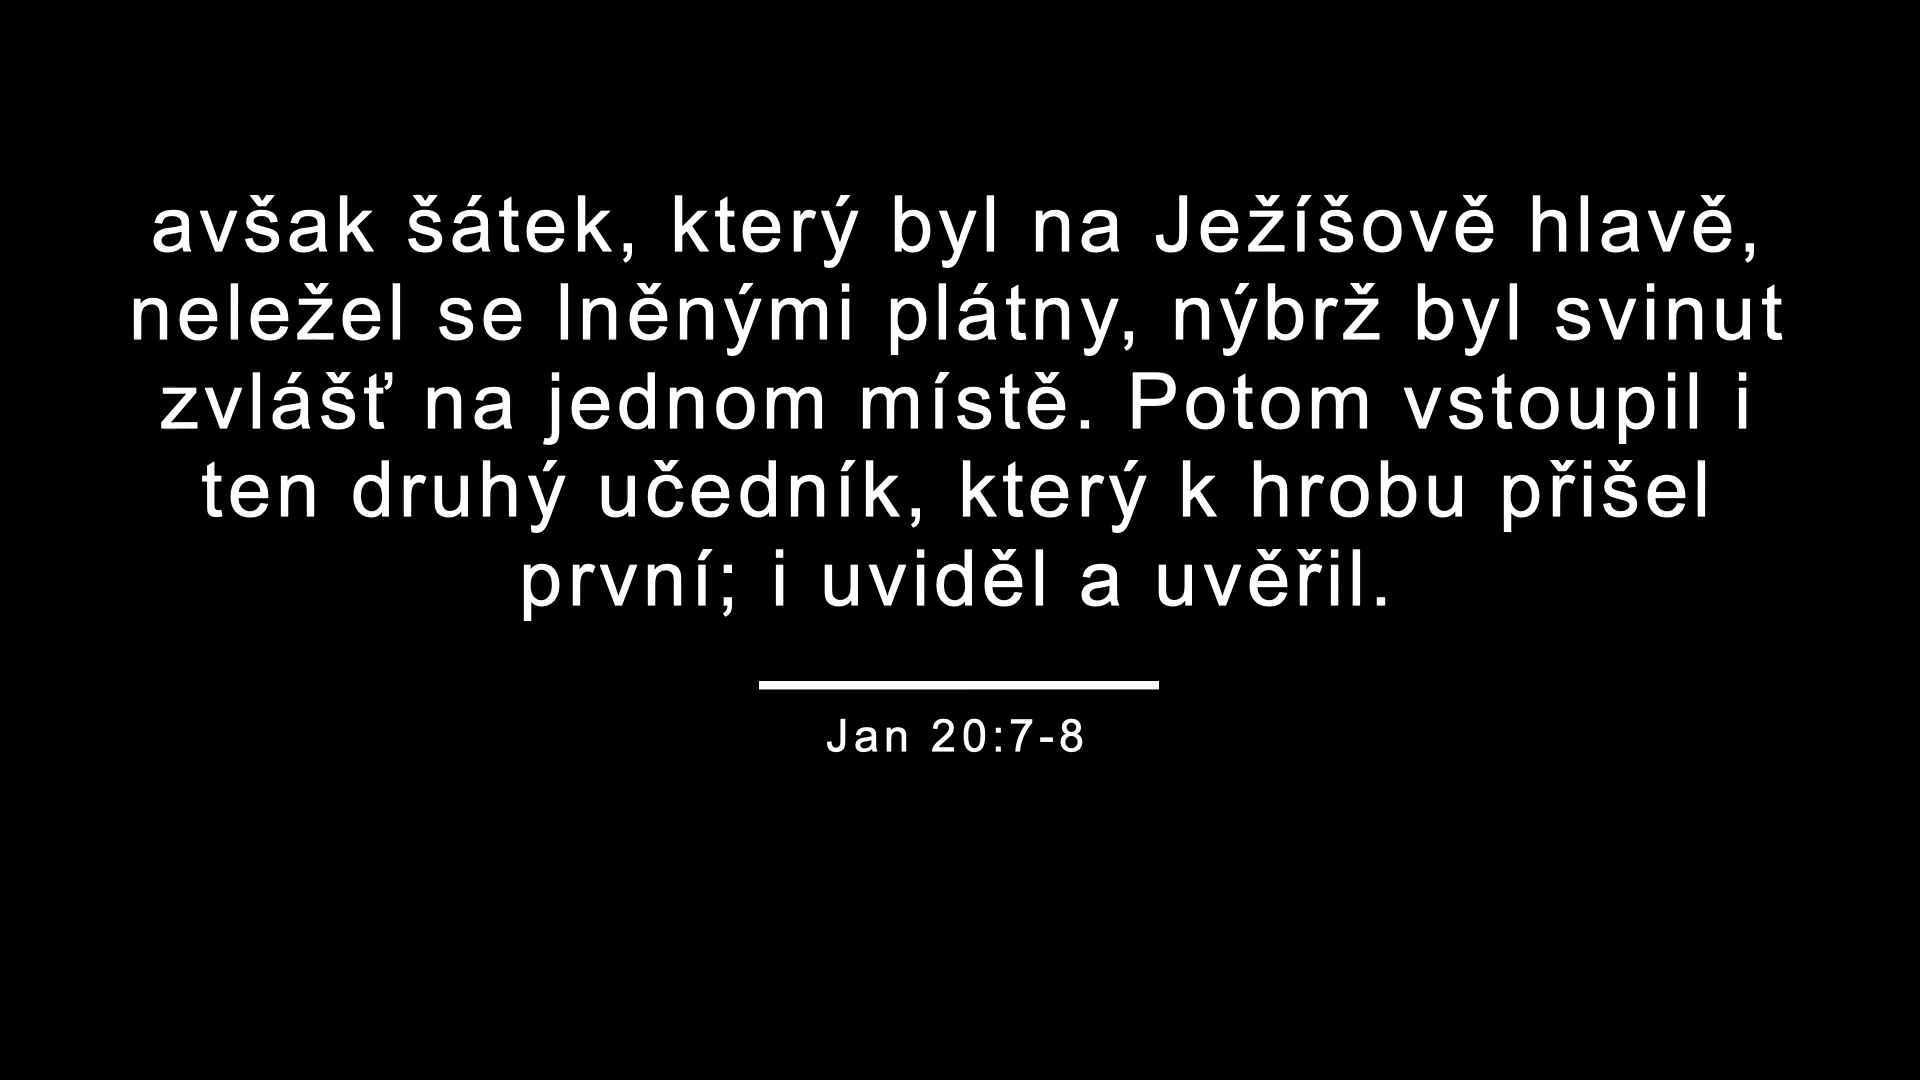 avšak šátek, který byl na Ježíšově hlavě,
neležel se lněnými plátny, nýbrž byl svinut
zvlášť na jednom místě. Potom vstoupil i
ten druhý učedník, který k hrobu přišel
první; i uviděl a uvěřil.
Jan 20:7-8